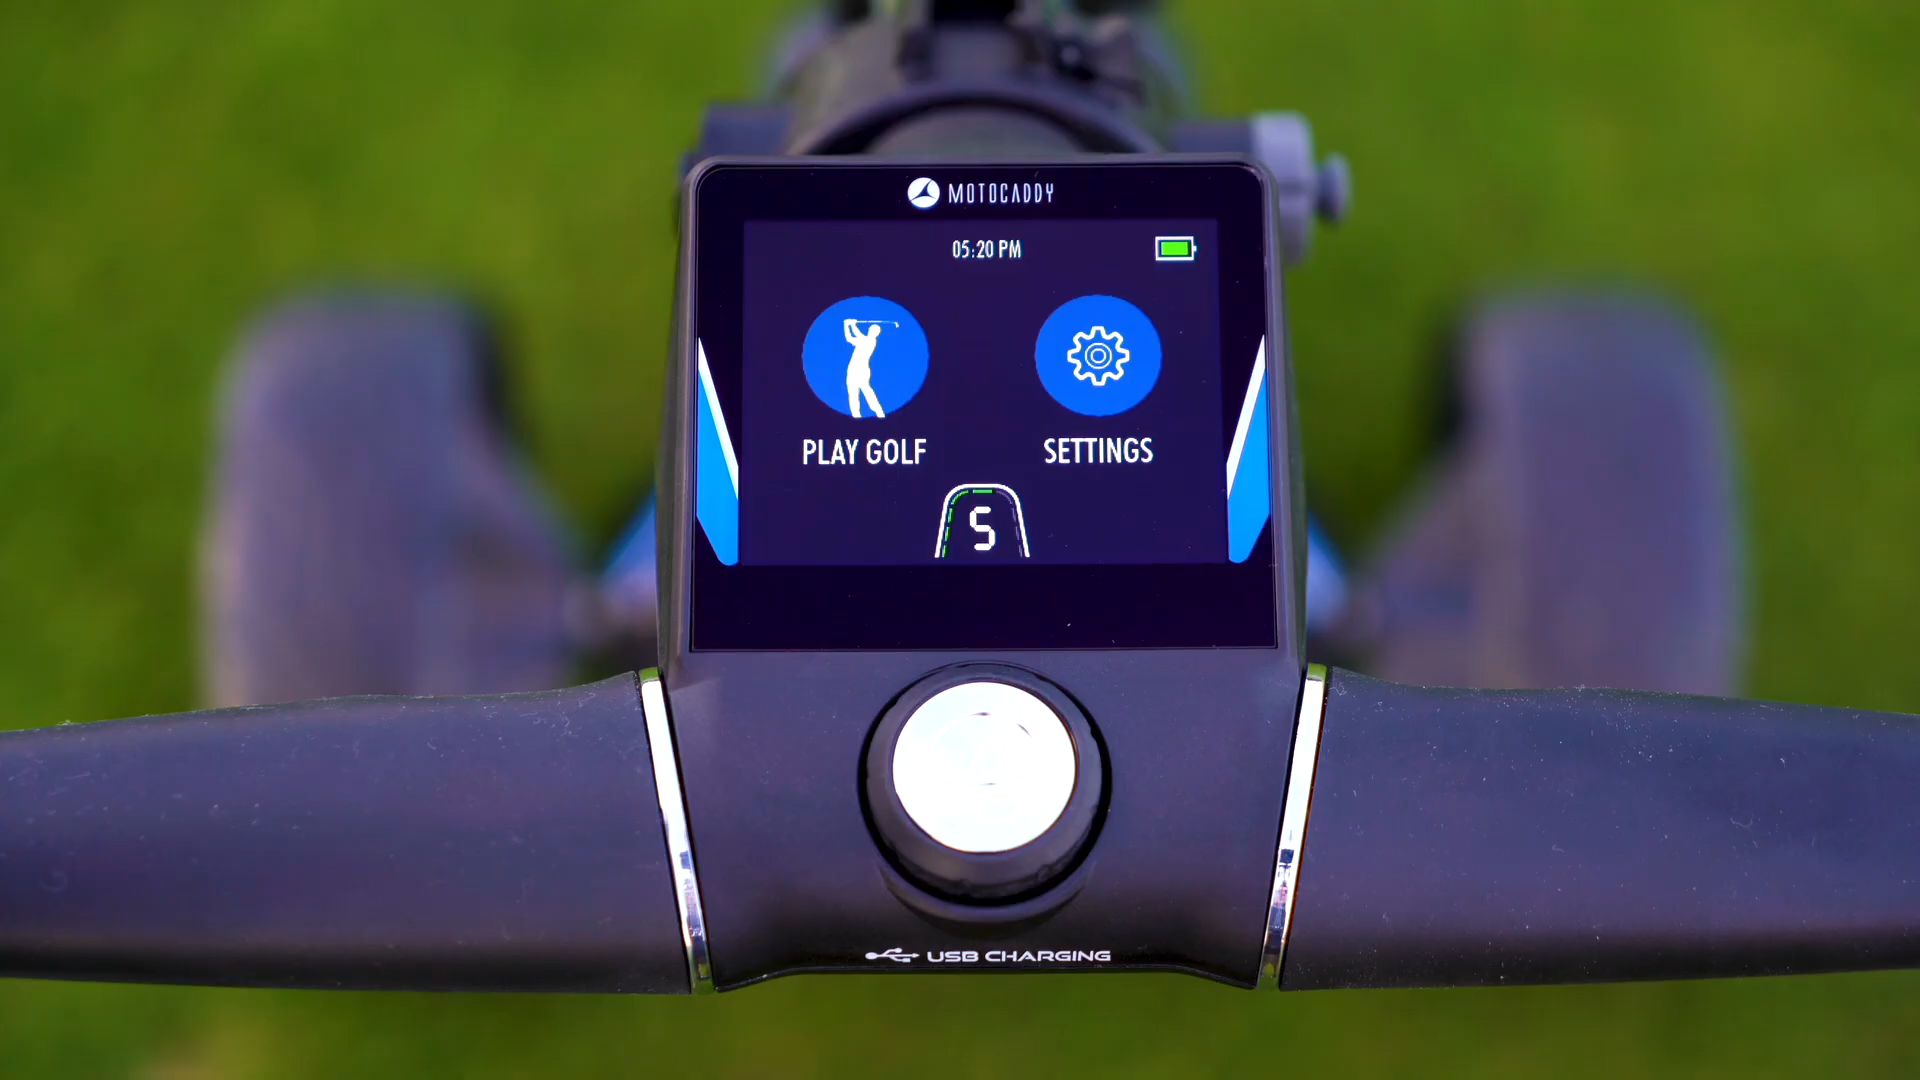 MOTOCADDY
05:20 PM
PLAY GOLF
SETTINGS
5
USB CHARGING